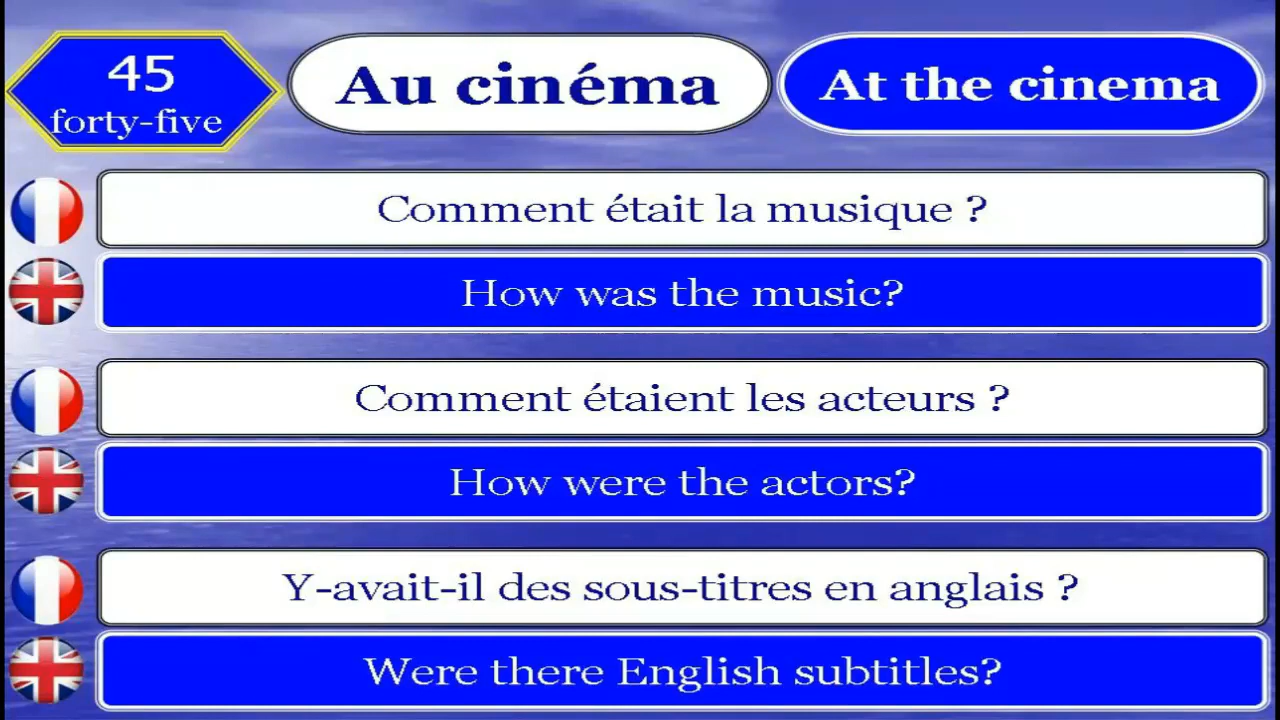 45
forty-five
Au cinéma
At the cinema
Comment était la musique ?
How was the music?
Comment étaient les acteurs ?
How were the actors?
Y-avait-il des sous-titres en anglais ?
Were there English subtitles?